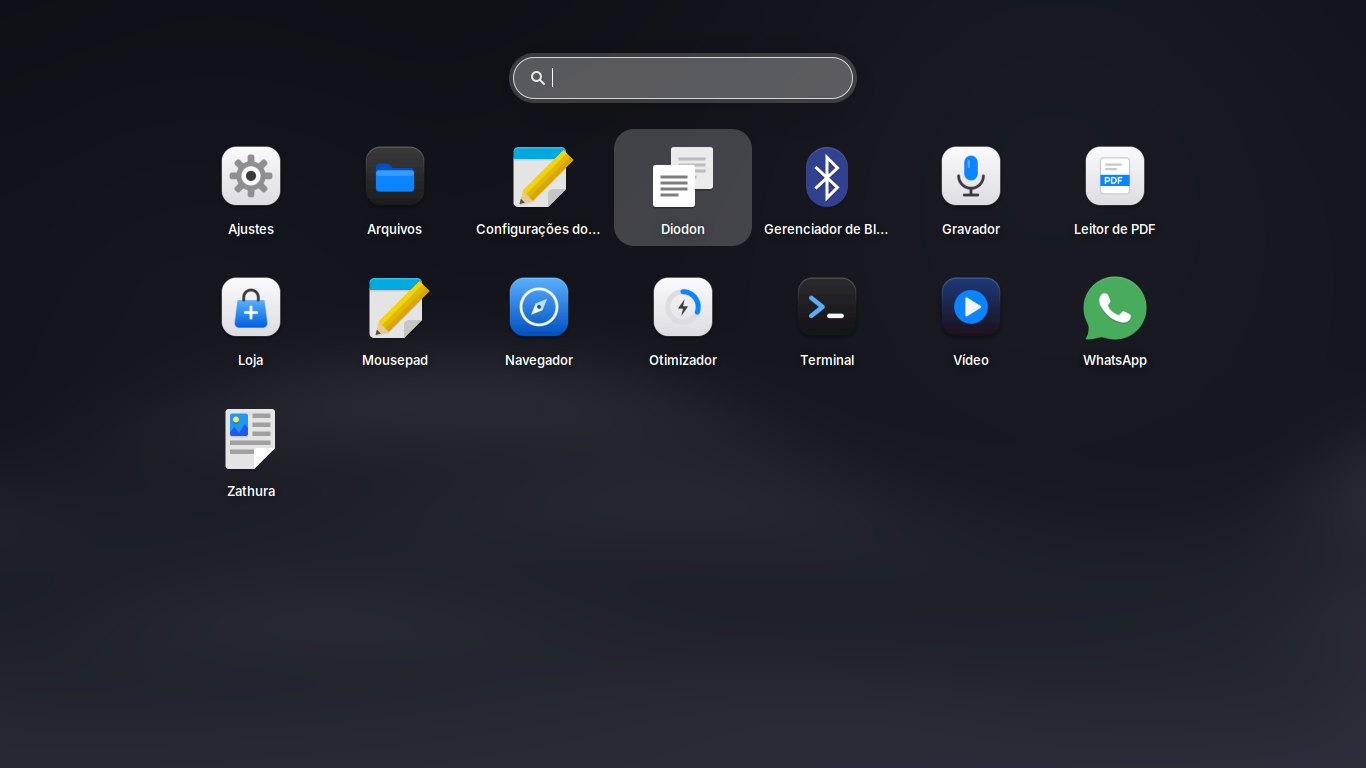 Ajustes
Arquivos
Configurações do...
Diodon
Gerenciador de Bl...
Gravador
PDF
Leitor de PDF
Loja
Mousepad
Navegador
Otimizador
Terminal
Vídeo
WhatsApp
Zathura